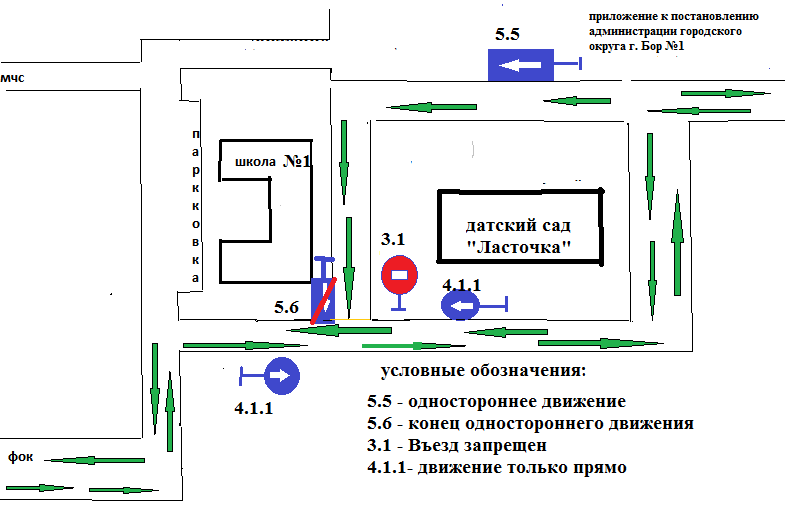 приложение к постановлению
администрации городского
округа г. Бор №1
5.5
мчс
паркковка
школа №1
датский сад
"Ласточка"
3.1
4.1.1
5.6
4.1.1
условные обозначения:
5.5 - одностороннее движение
5.6 - конец одностороннего движения
3.1 - Въезд запрещен
4.1.1- движение только прямо
фок